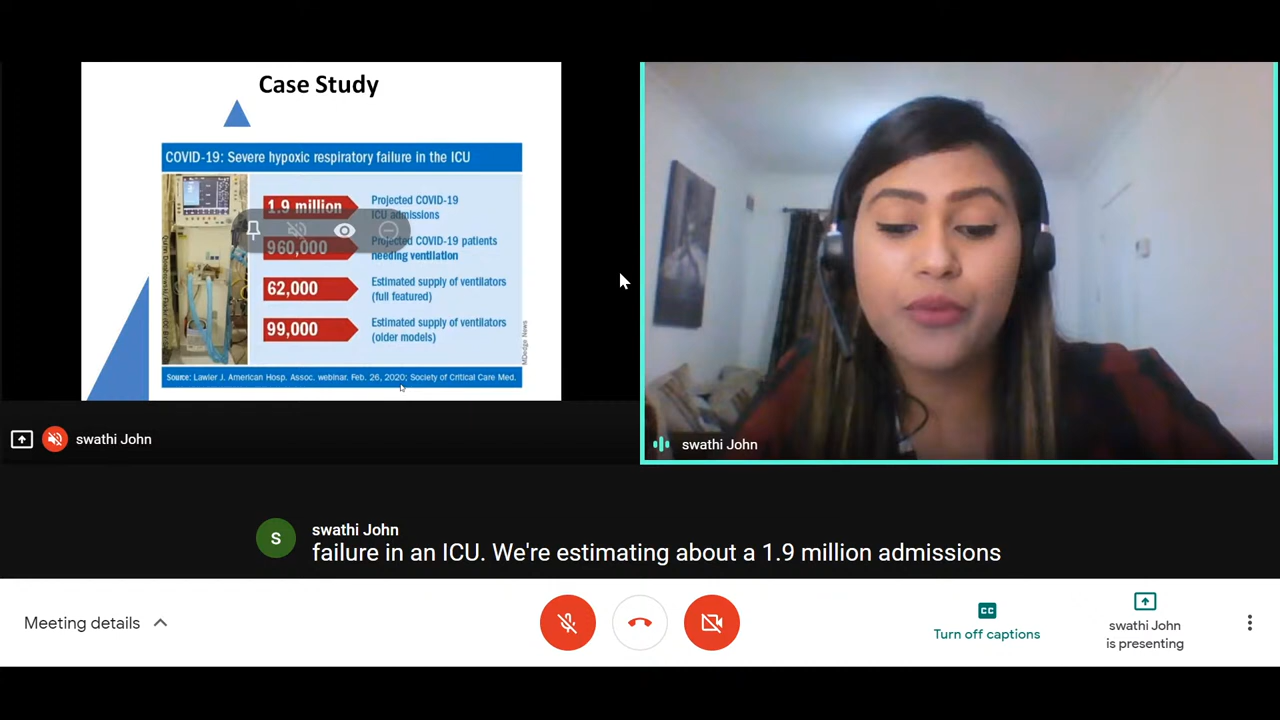 Case Study
COVID-19: Severe hypoxic respiratory failure in the ICU
1.9 million
Projected COVID-19
ICU admissions
960,000
Projected COVID-19 patients
needing ventilation
62,000
Estimated supply of ventilators
(full featured)
99,000
Estimated supply of ventilators
(older models)
MDedge News
Source: Lawler J. American Hosp. Assoc. webinar. Feb. 26, 2020; Society of Critical Care Med.
swathi John
swathi John
S
swathi John
failure in an ICU. We're estimating about a 1.9 million admissions
Meeting details
CC
Turn off captions
swathi John
is presenting